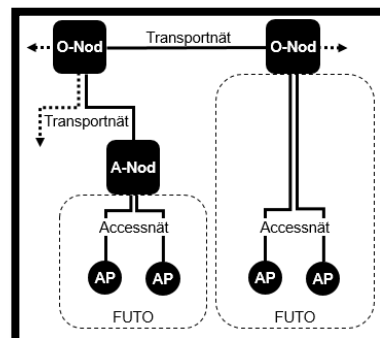 O-Nod
Transportnät
O-Nod
Transportnät
A-Nod
Accessnät
Accessnät
AP
AP
AP
AP
FUTO
FUTO